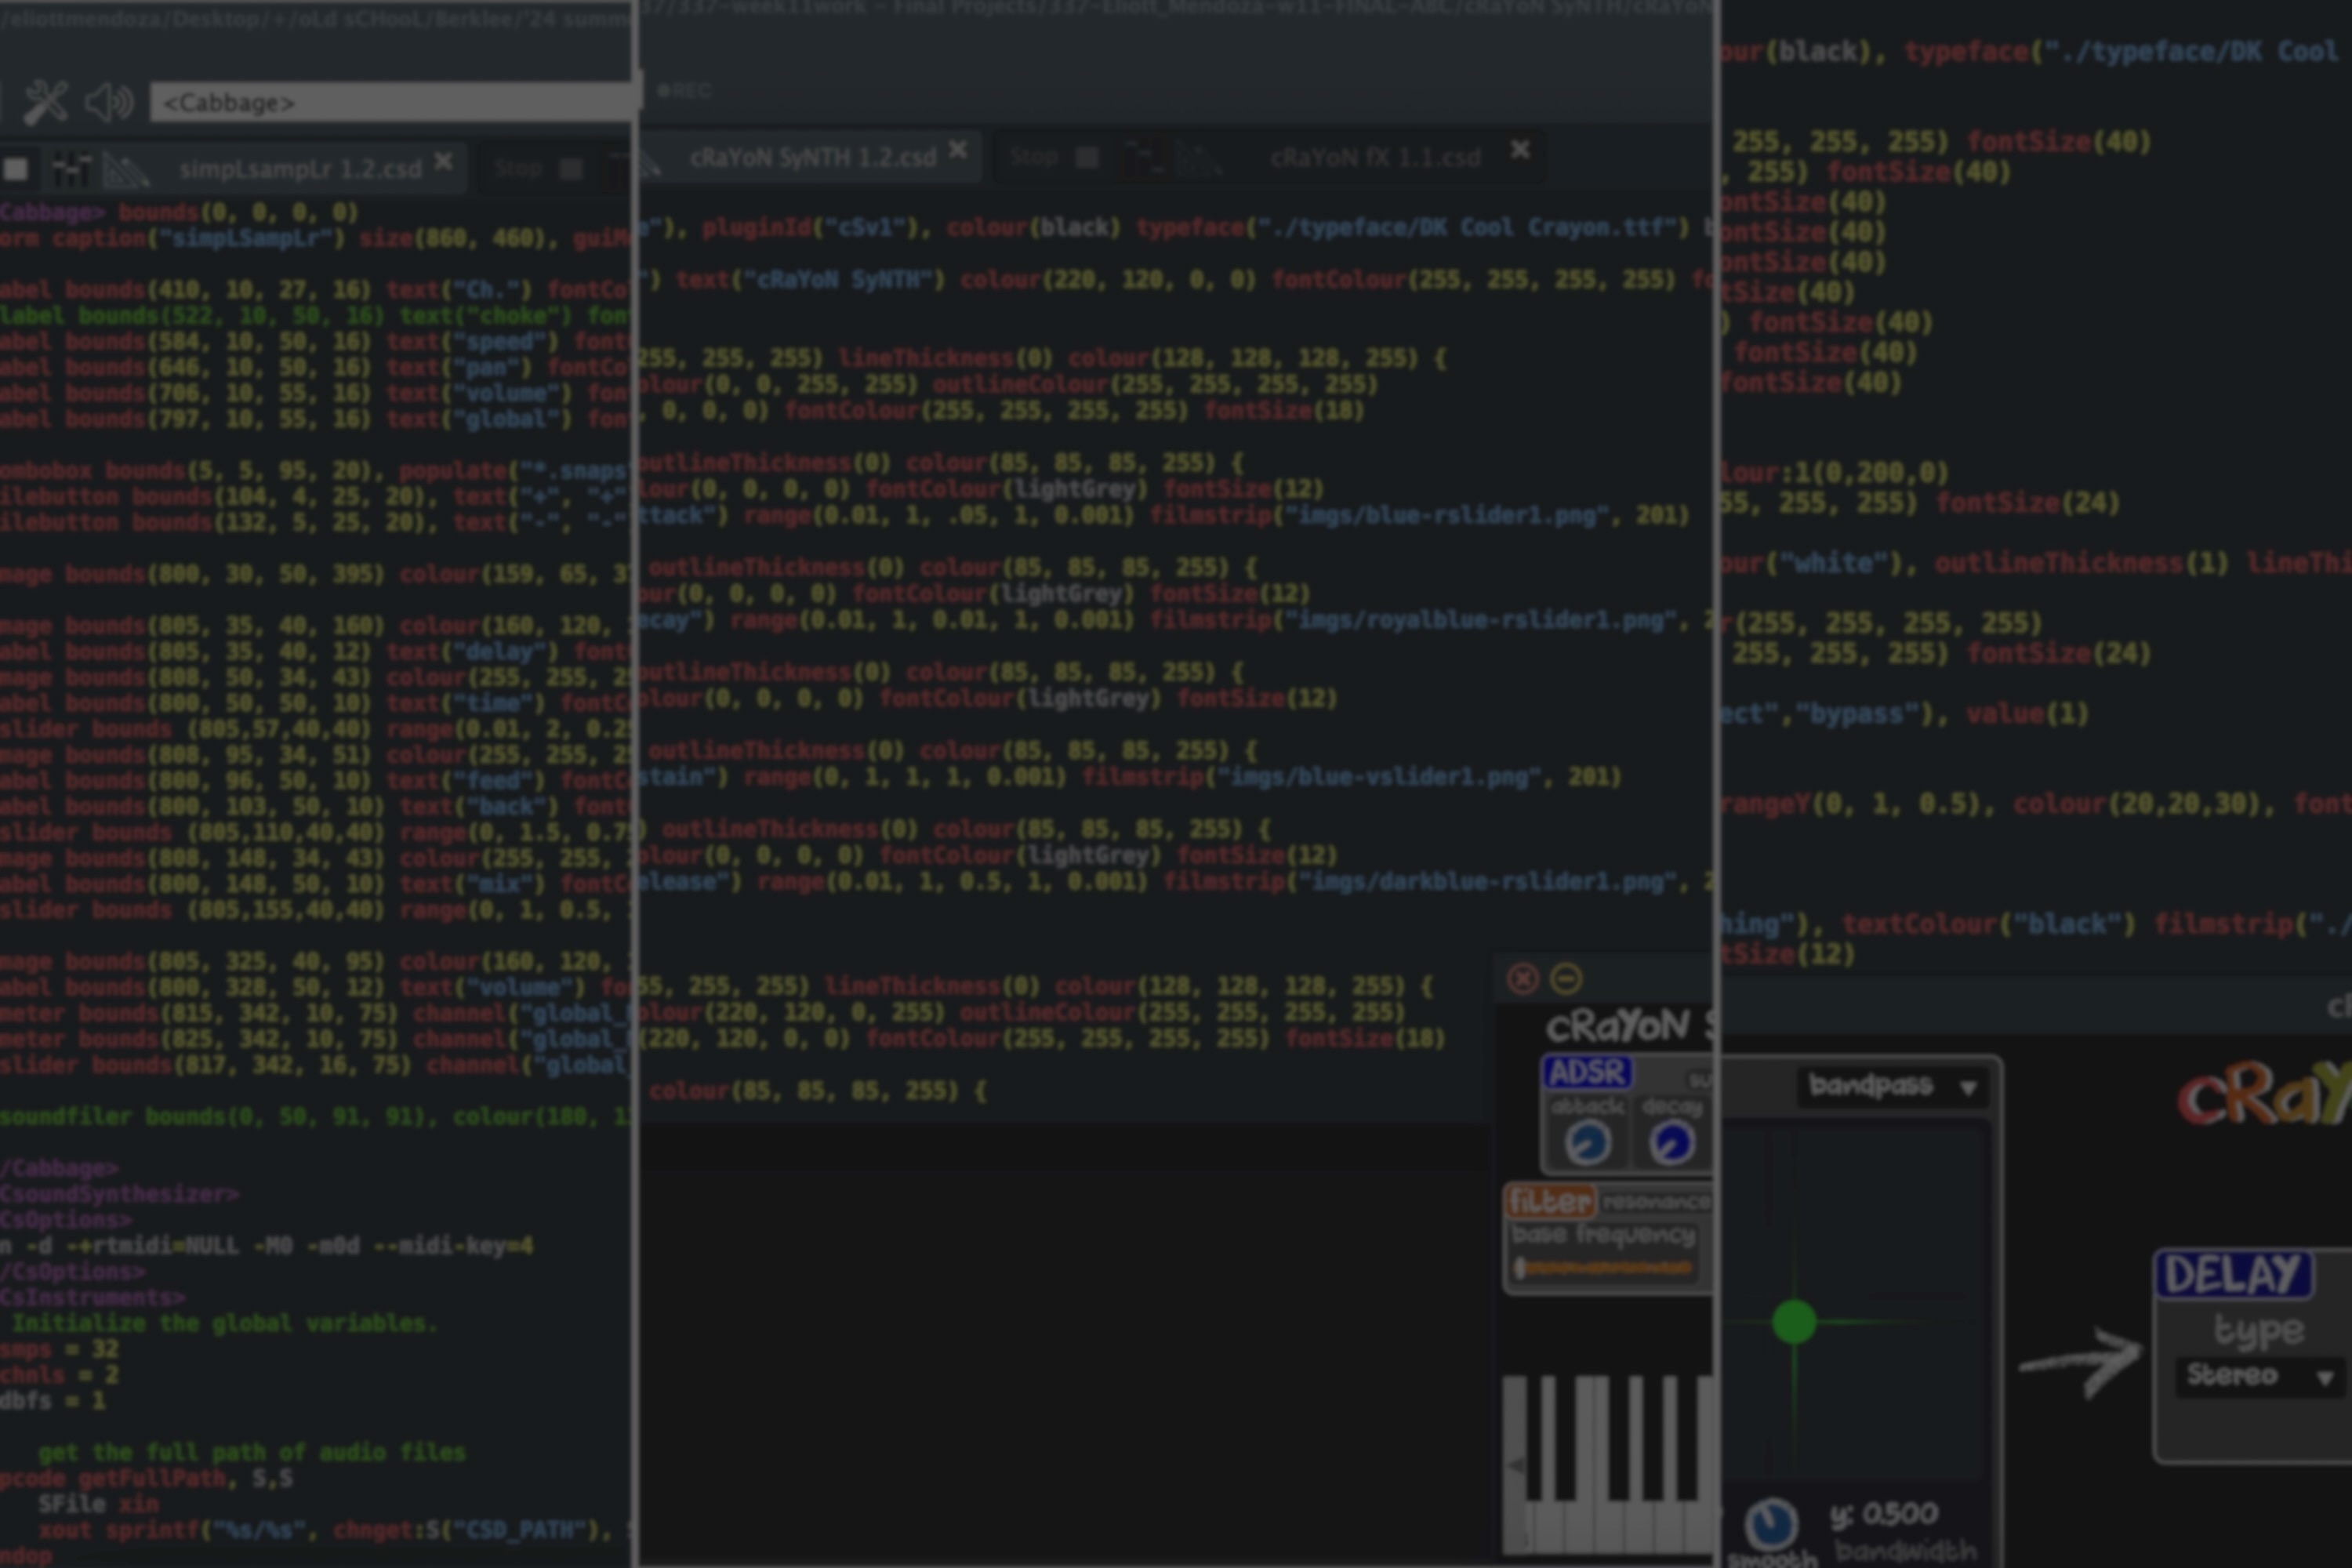 /eliottmendoza/Desktop/+/oLd sCHooL/Berklee/'24 summ
<Cabbage>
simpLsampLr 1.2.csd
Stop
Cabbage> bounds(0, 0, 0, 0)
orm caption("simpLSampLr") size(860, 460), guiM
abel bounds(410, 10, 27, 16) text("Ch.") fontCo
label bounds(522, 10, 50, 16) text("choke") fon
abel bounds(584, 10, 50, 16) text("speed") font
abel bounds(646, 10, 50, 16) text("pan") fontCo
abel bounds(706, 10, 55, 16) text("volume") fon
abel bounds(797, 10, 55, 16) text("global") fon
ombobox bounds(5, 5, 95, 20), populate("*.snaps
ilebutton bounds(104, 4, 25, 20), text("+", "+"
ilebutton bounds(132, 5, 25, 20), text("-", "-"
mage bounds(800, 30, 50, 395) colour(159, 65, 3
mage bounds(805, 35, 40, 160) colour(160, 120,
abel bounds(805, 35, 40, 12) text("delay") font
mage bounds(808, 50, 34, 43) colour(255, 255, 25
abel bounds(800, 50, 50, 10) text("time") fontC
slider bounds (805,57,40,40) range(0.01, 2, 0.25
mage bounds(808, 95, 34, 51) colour(255, 255, 25
abel bounds(800, 96, 50, 10) text("feed") fontC
abel bounds(800, 103, 50, 10) text("back") font
slider bounds (805,110,40,40) range(0, 1.5, 0.75
mage bounds(808, 148, 34, 43) colour(255, 255,
abel bounds(800, 148, 50, 10) text("mix") fontC
slider bounds (805,155,40,40) range(0, 1, 0.5,
mage bounds(805, 325, 40, 95) colour(160, 120,
abel bounds(800, 328, 50, 12) text("volume") fo
meter bounds(815, 342, 10, 75) channel("global_
meter bounds(825, 342, 10, 75) channel("global_
slider bounds(817, 342, 16, 75) channel("global_
soundfiler bounds(0, 50, 91, 91), colour(180, 1
/Cabbage>
CsoundSynthesizer>
CsOptions>
n -d -+rtmidi=NULL -M0 -m0d --midi-key=4
/CsOptions>
CsInstruments>
Initialize the global variables.
smps = 32
chnls = 2
dbfs = 1
get the full path of audio files
pcode getFullPath, S,S
SFile xin
xout sprintf("%s/%s", chnget:S("CSD_PATH"),
ndop
37/337-week11work - Final Projects/337-Eliott_Mendoza-w11-FINAL-ABC/cRaYoN SyNTH/cRaYoN
REC
cRaYoN SyNTH 1.2.csd
Stop
cRaYoN fX 1.1.csd
e"), pluginId("cSv1"), colour(black) typeface("./typeface/DK Cool Crayon.ttf") b
") text("cRaYoN SyNTH") colour(220, 120, 0, 0) fontColour(255, 255, 255, 255) fo
255, 255, 255) lineThickness(0) colour(128, 128, 128, 255) {
olour(0, 0, 255, 255) outlineColour(255, 255, 255, 255)
, 0, 0, 0) fontColour(255, 255, 255, 255) fontSize(18)
outlineThickness(0) colour(85, 85, 85, 255) {
lour(0, 0, 0, 0) fontColour(lightGrey) fontSize(12)
ttack") range(0.01, 1, .05, 1, 0.001) filmstrip("imgs/blue-rslider1.png", 201)
outlineThickness(0) colour(85, 85, 85, 255) {
our(0, 0, 0, 0) fontColour(lightGrey) fontSize(12)
ecay") range(0.01, 1, 0.01, 1, 0.001) filmstrip("imgs/royalblue-rslider1.png", 2
outlineThickness(0) colour(85, 85, 85, 255) {
olour(0, 0, 0, 0) fontColour(lightGrey) fontSize(12)
outlineThickness(0) colour(85, 85, 85, 255) {
stain") range(0, 1, 1, 1, 0.001) filmstrip("imgs/blue-vslider1.png", 201)
) outlineThickness(0) colour(85, 85, 85, 255) {
olour(0, 0, 0, 0) fontColour(lightGrey) fontSize(12)
elease") range(0.01, 1, 0.5, 1, 0.001) filmstrip("imgs/darkblue-rslider1.png", 2
55, 255, 255) lineThickness(0) colour(128, 128, 128, 255) {
olour(220, 120, 0, 255) outlineColour(255, 255, 255, 255)
(220, 120, 0, 0) fontColour(255, 255, 255, 255) fontSize(18)
colour(85, 85, 85, 255) {
cRaYoN S
ADSR
su
attack decay
filter resonance
base frequency
our(black), typeface("./typeface/DK Cool
255, 255, 255) fontSize(40)
, 255) fontSize(40)
ontSize(40)
ontSize(40)
ontSize(40)
tSize(40)
) fontSize(40)
fontSize(40)
fontSize(40)
lour:1(0,200,0)
55, 255, 255) fontSize(24)
our("white"), outlineThickness(1) lineThi
r(255, 255, 255, 255)
255, 255, 255) fontSize(24)
ect","bypass"), value(1)
rangeY(0, 1, 0.5), colour(20,20,30), font
hing"), textColour("black") filmstrip("./
tSize(12)
cRaY
bandpass
DELAY
type
Stereo
y: 0.500
smooth
bandwidth